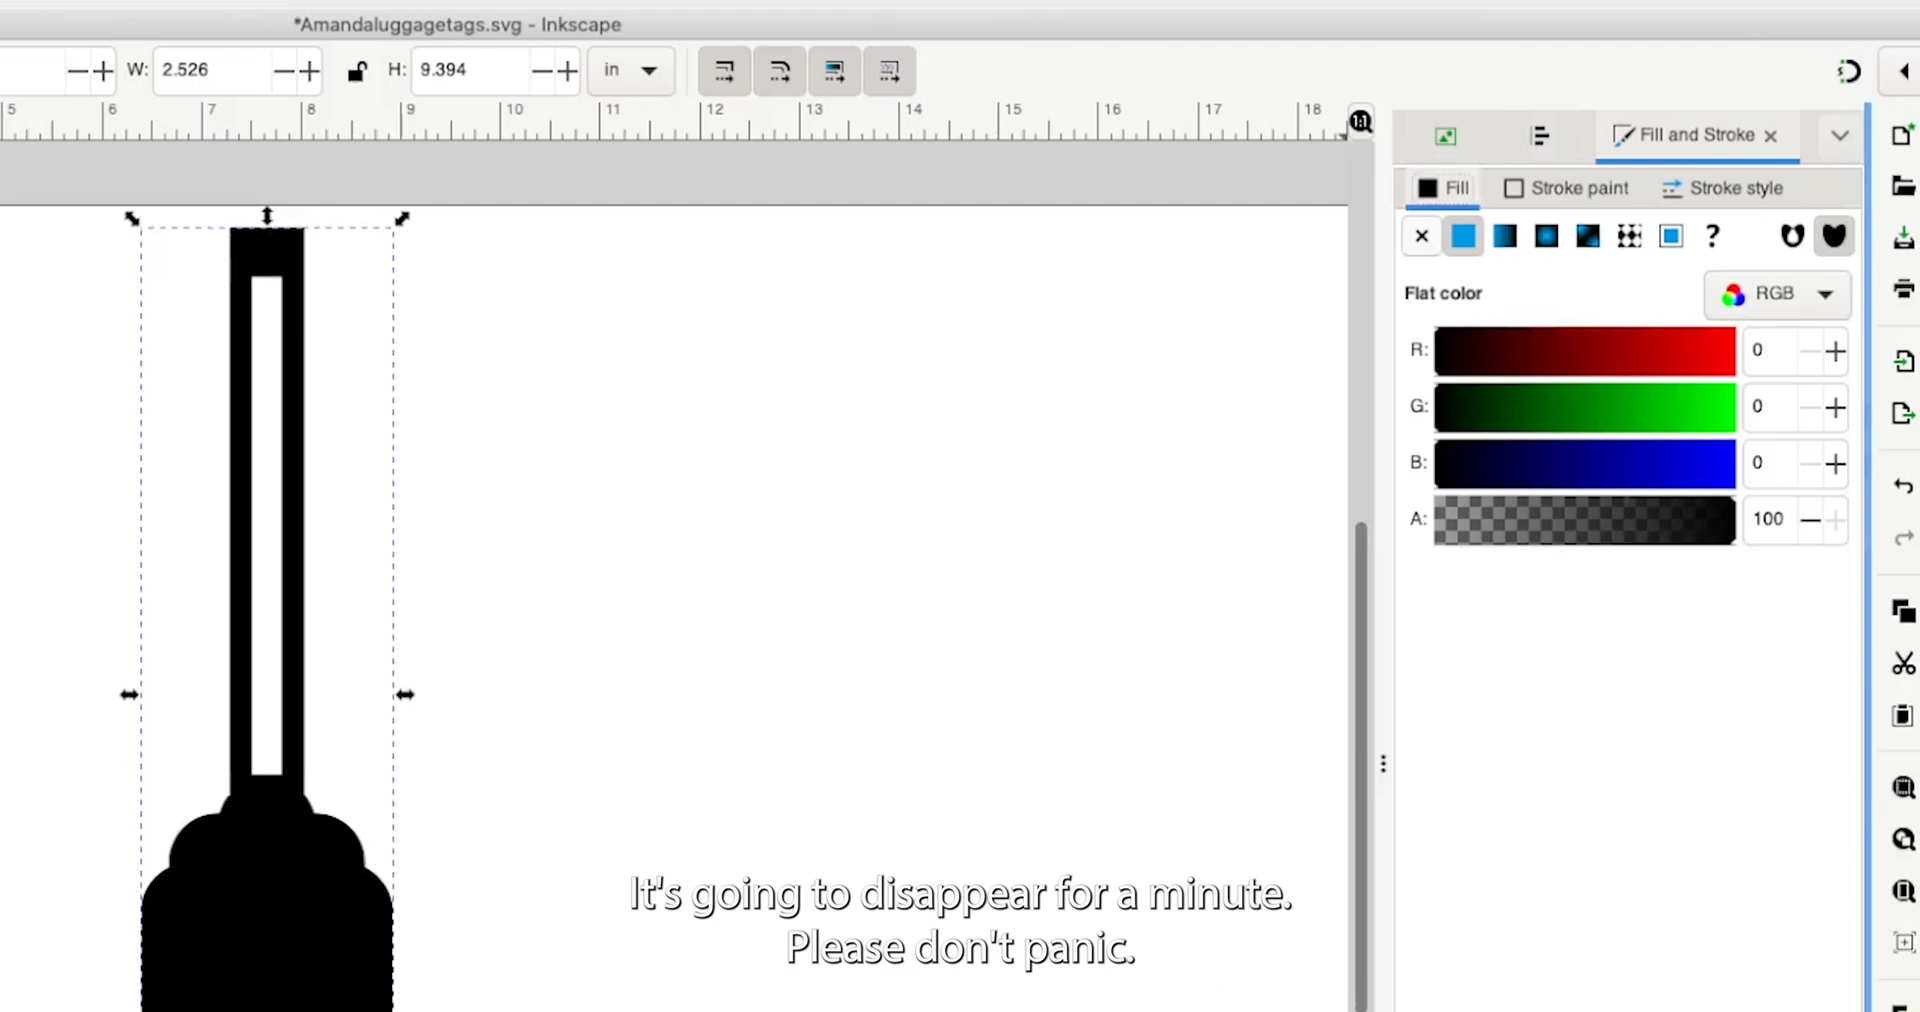 *Amandaluggagetags.svg - Inkscape
W: 2.526 H: 9.394 in
5 6 7 8 9 10 11 12 13 14 15 16 17 18
1:1
Fill and Stroke
Fill Stroke paint Stroke style
?
Flat color RGB
R: 0
G: 0
B: 0
A: 100
It's going to disappear for a minute.
Please don't panic.